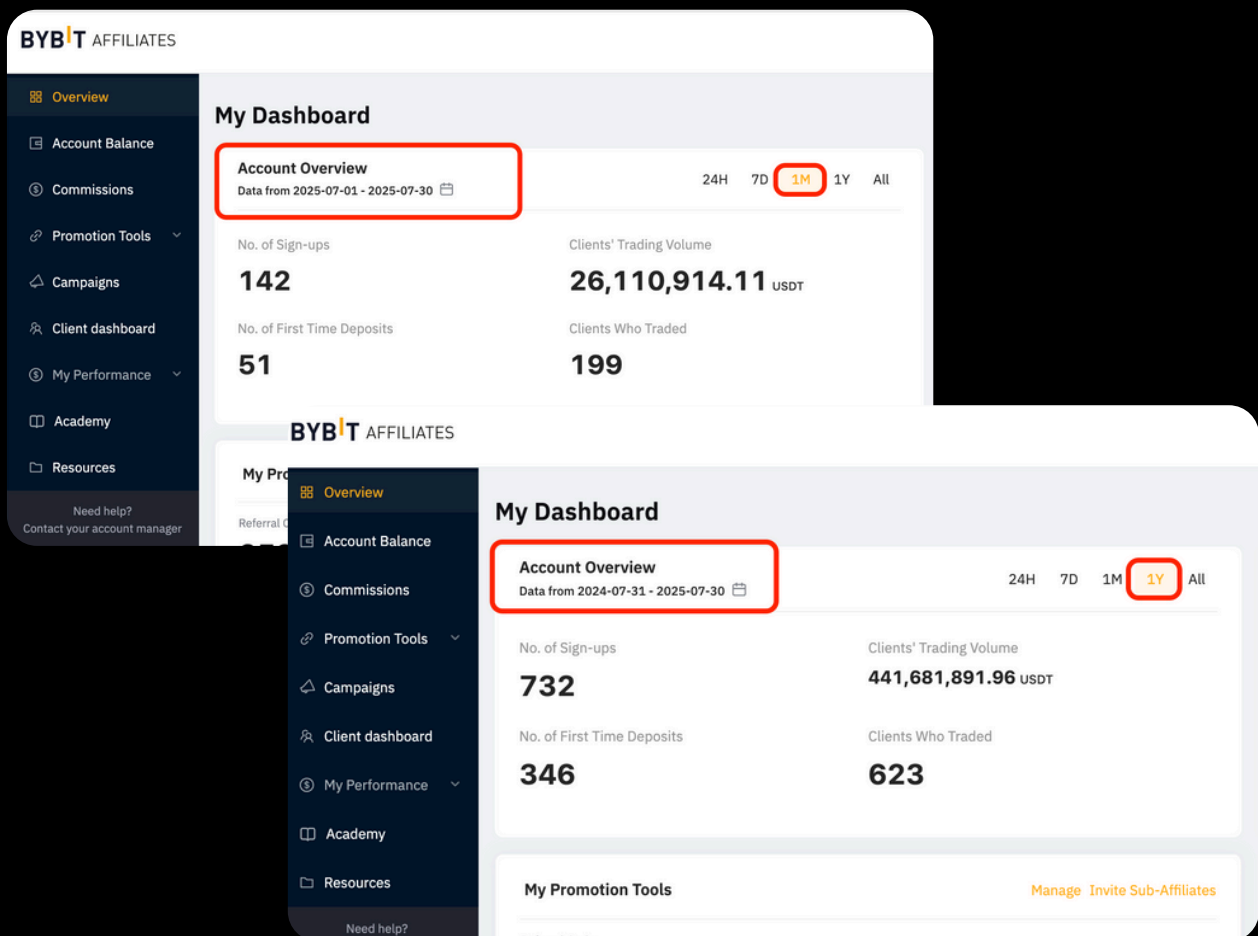 BYBIT AFFILIATES
Overview
Account Balance
Commissions
Promotion Tools
Campaigns
Client dashboard
My Performance
Academy
Resources
Need help?
Contact your account manager
My Dashboard
Account Overview
Data from 2025-07-01 - 2025-07-30
24H 7D 1M 1Y All
No. of Sign-ups
142
Clients' Trading Volume
26,110,914.11 USDT
No. of First Time Deposits
51
Clients Who Traded
199
My Pro
Referral
BYBIT AFFILIATES
Overview
Account Balance
Commissions
Promotion Tools
Campaigns
Client dashboard
My Performance
Academy
Resources
Need help?
My Dashboard
Account Overview
Data from 2024-07-31 - 2025-07-30
24H 7D 1M 1Y All
No. of Sign-ups
732
Clients' Trading Volume
441,681,891.96 USDT
No. of First Time Deposits
346
Clients Who Traded
623
My Promotion Tools
Manage Invite Sub-Affiliates